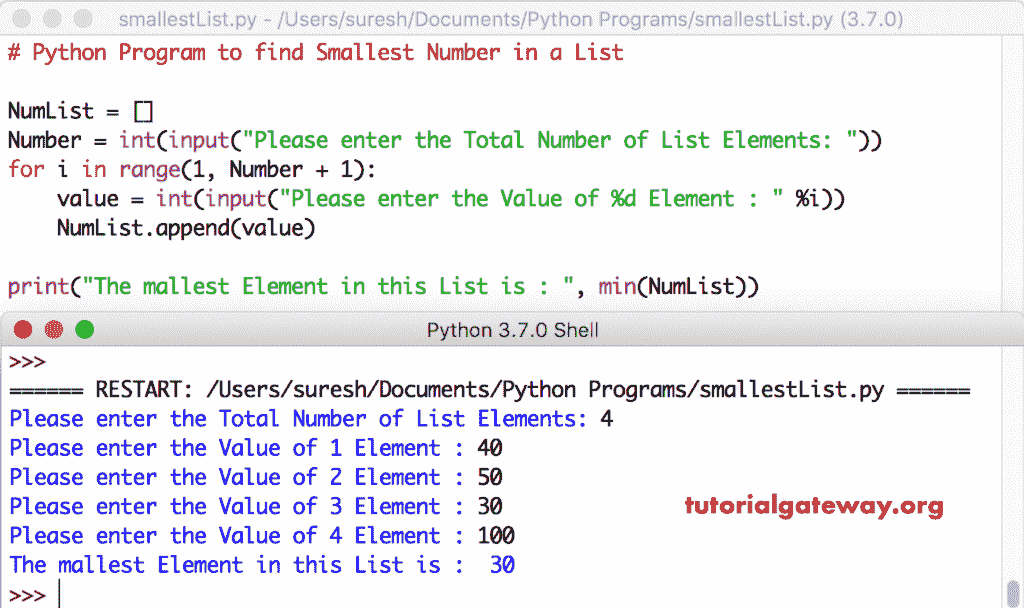 smallestList.py - /Users/suresh/Documents/Python Programs/smallestList.py (3.7.0)
# Python Program to find Smallest Number in a List
NumList = []
Number = int(input("Please enter the Total Number of List Elements: "))
for i in range(1, Number + 1):
    value = int(input("Please enter the Value of %d Element : " %i))
    NumList.append(value)
print("The mallest Element in this List is : ", min(NumList))
Python 3.7.0 Shell
>>>
====== RESTART: /Users/suresh/Documents/Python Programs/smallestList.py ======
Please enter the Total Number of List Elements: 4
Please enter the Value of 1 Element : 40
Please enter the Value of 2 Element : 50
Please enter the Value of 3 Element : 30
tutorialgateway.org
Please enter the Value of 4 Element : 100
The mallest Element in this List is :  30
>>>